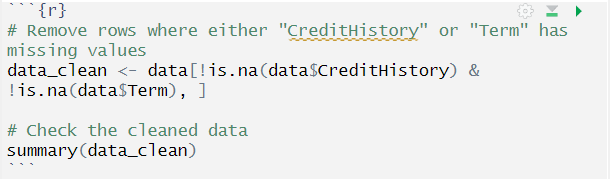 ```{r}
# Remove rows where either "CreditHistory" or "Term" has
missing values
data_clean <- data[!is.na(data$CreditHistory) &
!is.na(data$Term), ]

# Check the cleaned data
summary(data_clean)
```